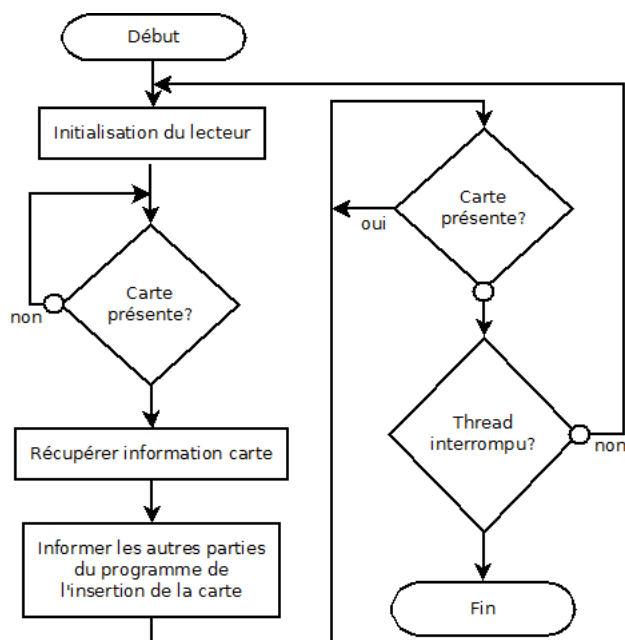 Début
Initialisation du lecteur
Carte
présente?
non
Récupérer information carte
Informer les autres parties
du programme de
l'insertion de la carte
Carte
présente?
oui
Thread
interrompu?
non
Fin